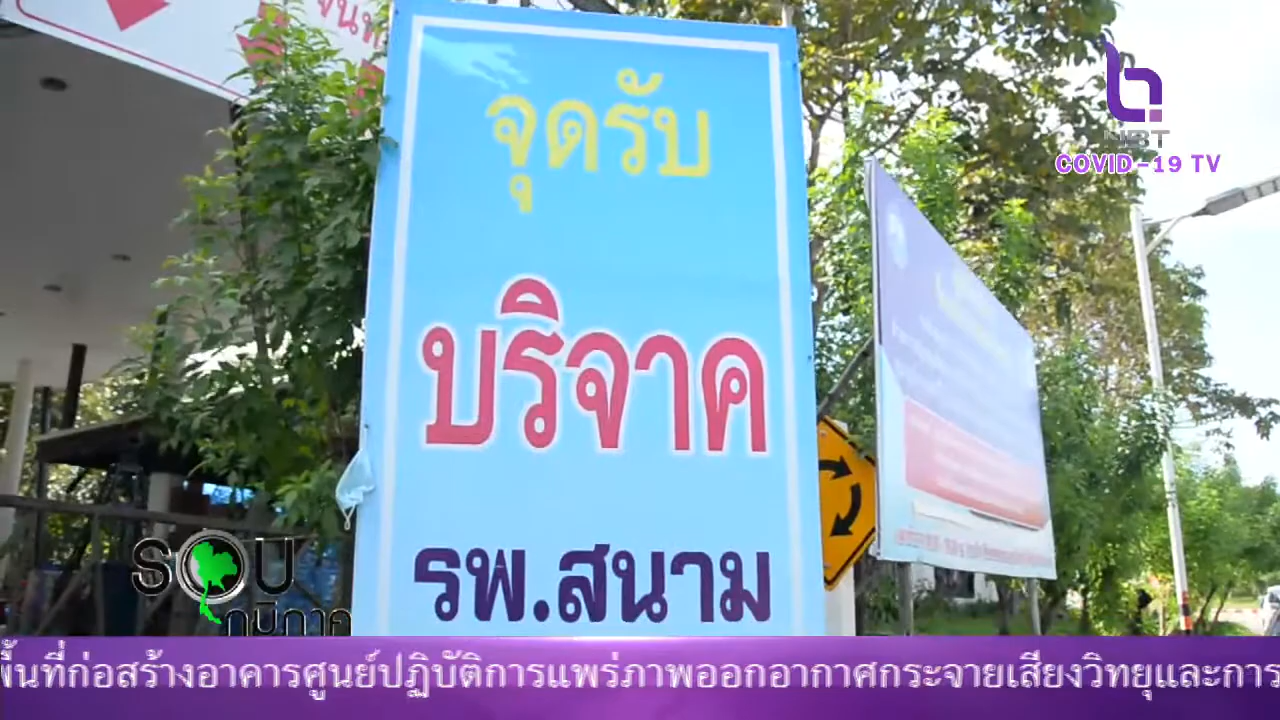 จุดรับ
บริจาค
รพ.สนาม
NBT
COVID-19 TV
รอบ
ภูมิภาค
พื้นที่ก่อสร้างอาคารศูนย์ปฏิบัติการแพร่ภาพออกอากาศกระจายเสียงวิทยุและการ